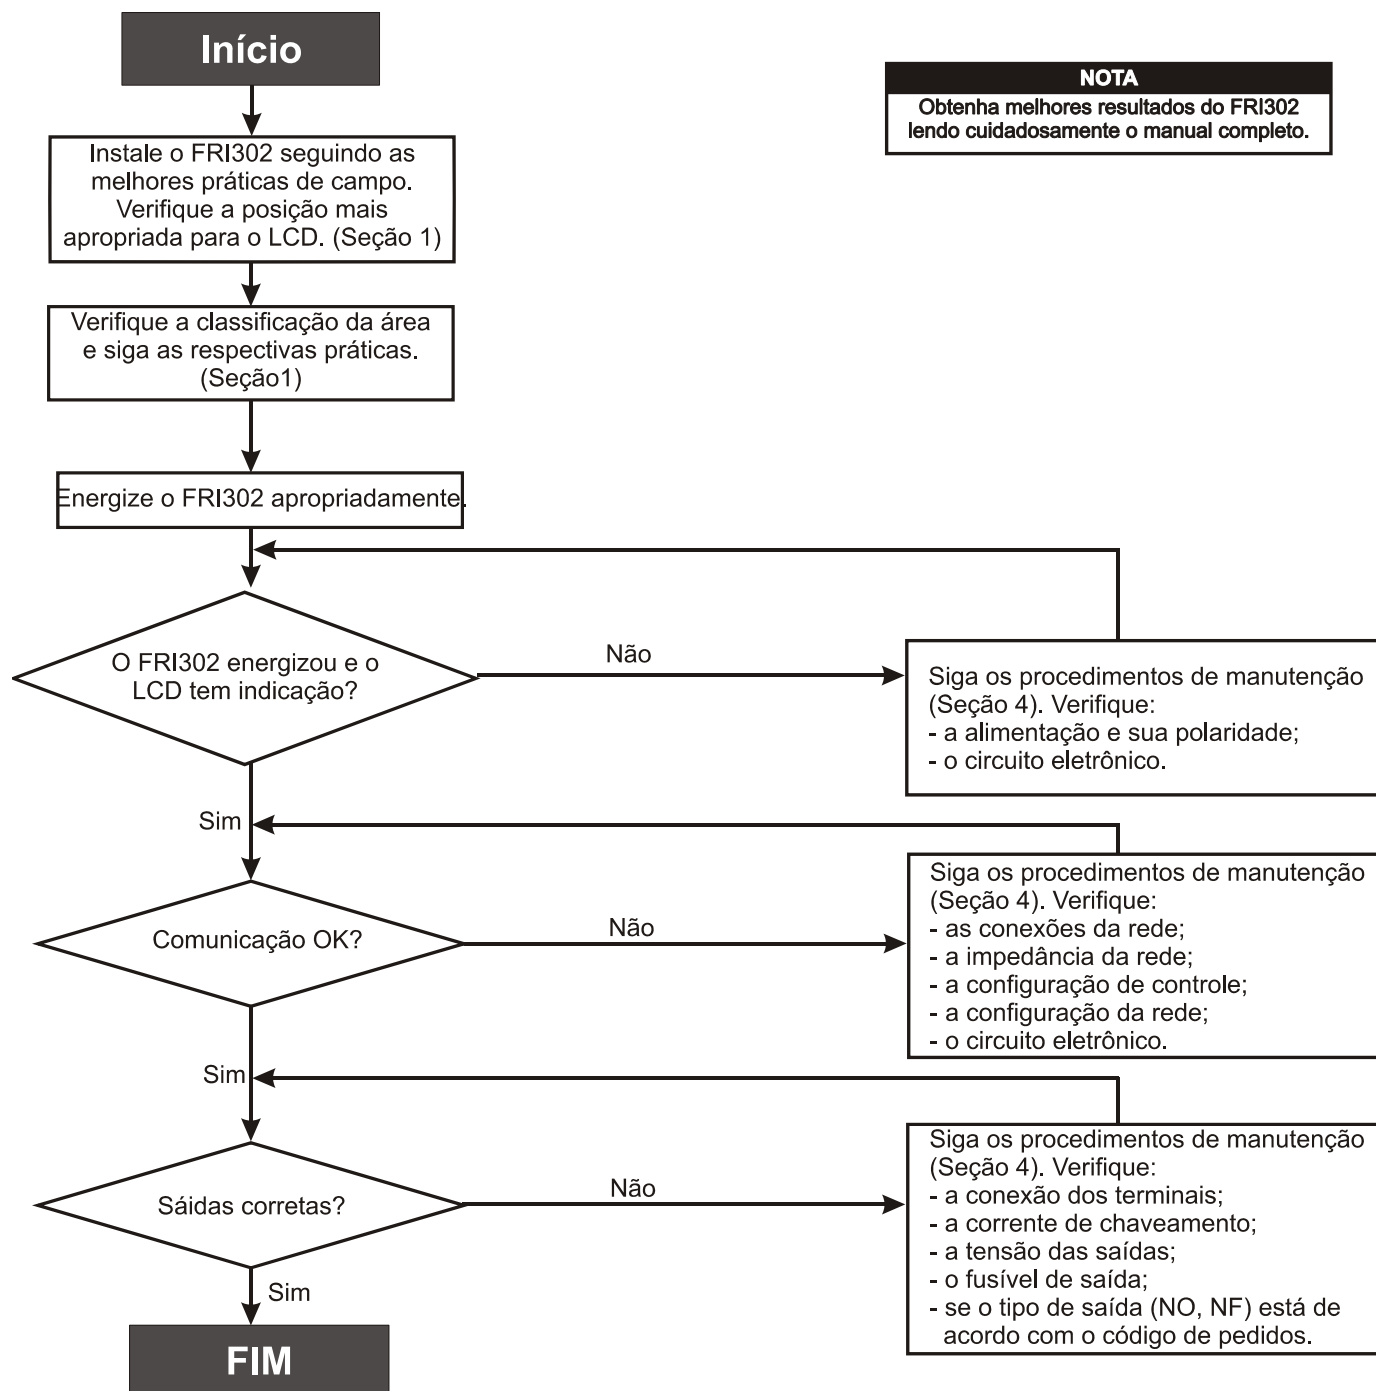 Início
NOTA
Obtenha melhores resultados do FRI302
lendo cuidadosamente o manual completo.
Instale o FRI302 seguindo as
melhores práticas de campo.
Verifique a posição mais
apropriada para o LCD. (Seção 1)
Verifique a classificação da área
e siga as respectivas práticas.
(Seção1)
Energize o FRI302 apropriadamente.
O FRI302 energizou e o
LCD tem indicação?
Não
Siga os procedimentos de manutenção
(Seção 4). Verifique:
- a alimentação e sua polaridade;
- o circuito eletrônico.
Sim
Comunicação OK?
Não
Siga os procedimentos de manutenção
(Seção 4). Verifique:
- as conexões da rede;
- a impedância da rede;
- a configuração de controle;
- a configuração da rede;
- o circuito eletrônico.
Sim
Sáidas corretas?
Não
Siga os procedimentos de manutenção
(Seção 4). Verifique:
- a conexão dos terminais;
- a corrente de chaveamento;
- a tensão das saídas;
- o fusível de saída;
- se o tipo de saída (NO, NF) está de
acordo com o código de pedidos.
Sim
FIM